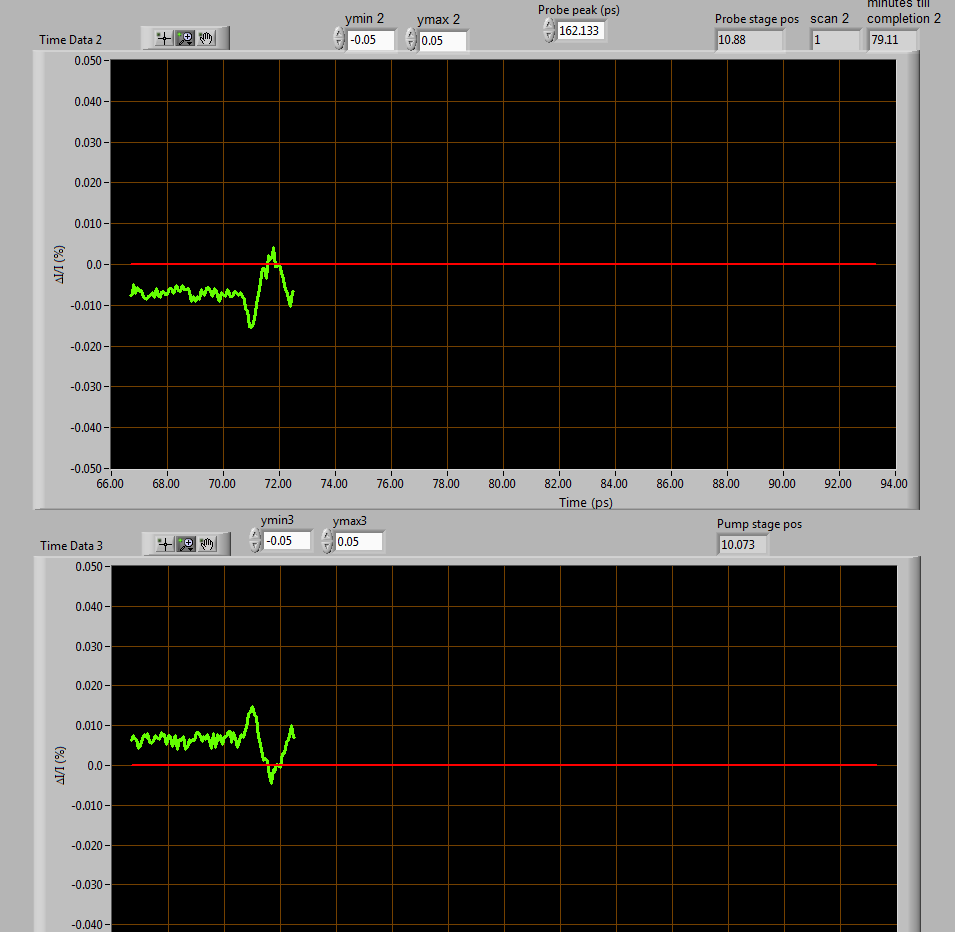 minutes till
ymin 2 ymax 2 Probe peak (ps) Probe stage pos scan 2 completion 2
Time Data 2 -0.05 0.05 162.133 10.88 1 79.11
0.050
0.040
0.030
0.020
0.010
0.0
-0.010
-0.020
-0.030
-0.040
-0.050
ΔI/I (%)
66.00 68.00 70.00 72.00 74.00 76.00 78.00 80.00 82.00 84.00 86.00 88.00 90.00 92.00 94.00
Time (ps)
ymin3 ymax3 Pump stage pos
Time Data 3 -0.05 0.05 10.073
0.050
0.040
0.030
0.020
0.010
0.0
-0.010
-0.020
-0.030
-0.040
ΔI/I (%)